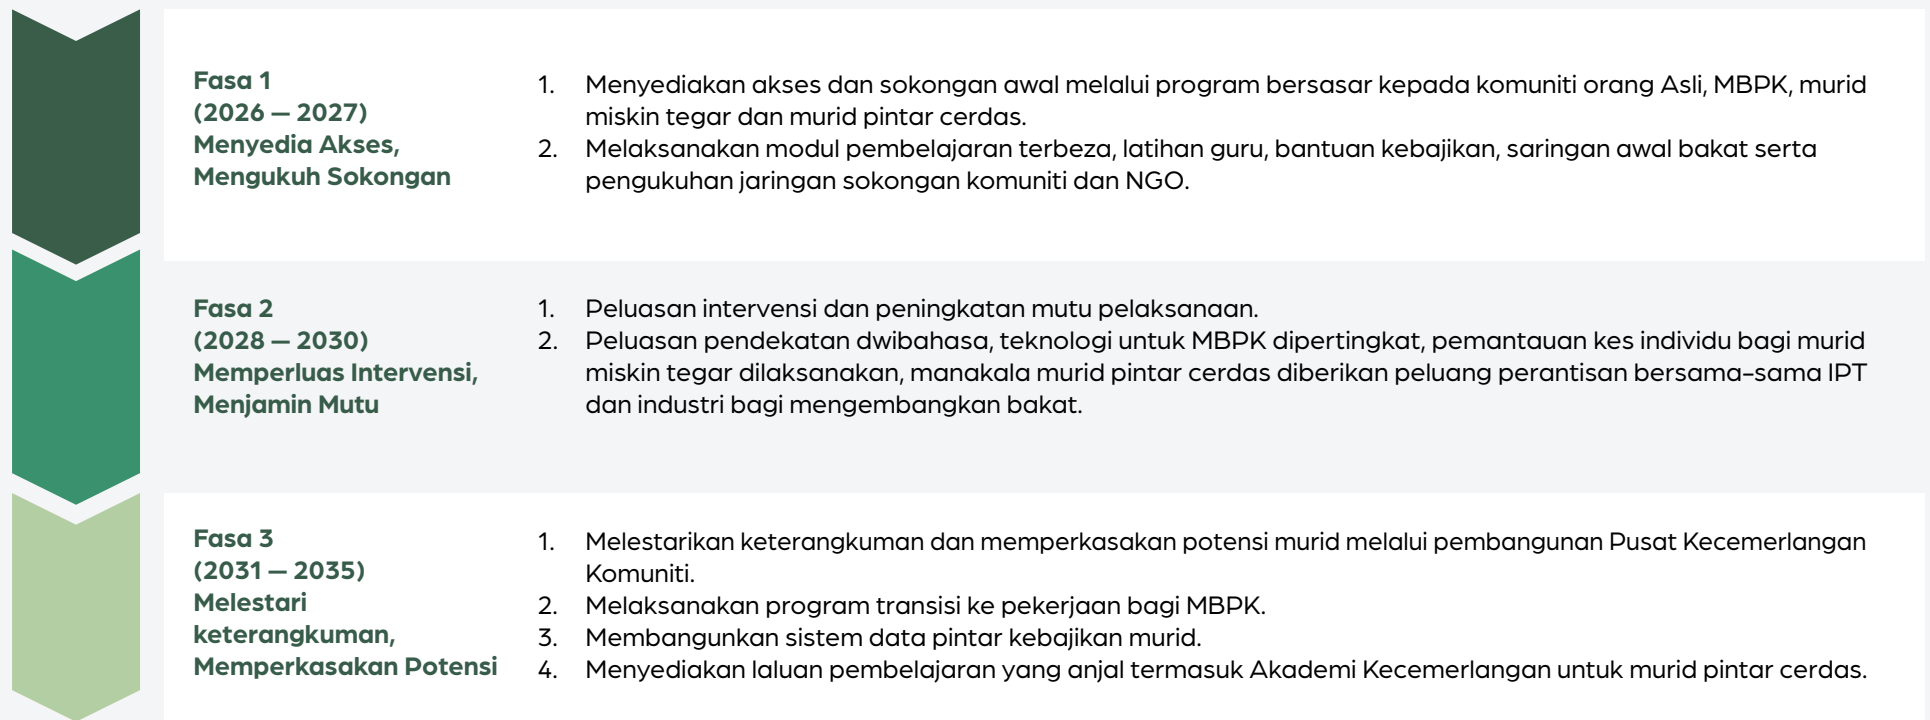 Fasa 1
(2026 – 2027)
Menyedia Akses,
Mengukuh Sokongan
1. Menyediakan akses dan sokongan awal melalui program bersasar kepada komuniti orang Asli, MBPK, murid
miskin tegar dan murid pintar cerdas.
2. Melaksanakan modul pembelajaran terbeza, latihan guru, bantuan kebajikan, saringan awal bakat serta
pengukuhan jaringan sokongan komuniti dan NGO.
Fasa 2
(2028 – 2030)
Memperluas Intervensi,
Menjamin Mutu
1. Peluasan intervensi dan peningkatan mutu pelaksanaan.
2. Peluasan pendekatan dwibahasa, teknologi untuk MBPK dipertingkat, pemantauan kes individu bagi murid
miskin tegar dilaksanakan, manakala murid pintar cerdas diberikan peluang perantisan bersama-sama IPT
dan industri bagi mengembangkan bakat.
Fasa 3
(2031 – 2035)
Melestari
keterangkuman,
Memperkasakan Potensi
1. Melestarikan keterangkuman dan memperkasakan potensi murid melalui pembangunan Pusat Kecemerlangan
Komuniti.
2. Melaksanakan program transisi ke pekerjaan bagi MBPK.
3. Membangunkan sistem data pintar kebajikan murid.
4. Menyediakan laluan pembelajaran yang anjal termasuk Akademi Kecemerlangan untuk murid pintar cerdas.